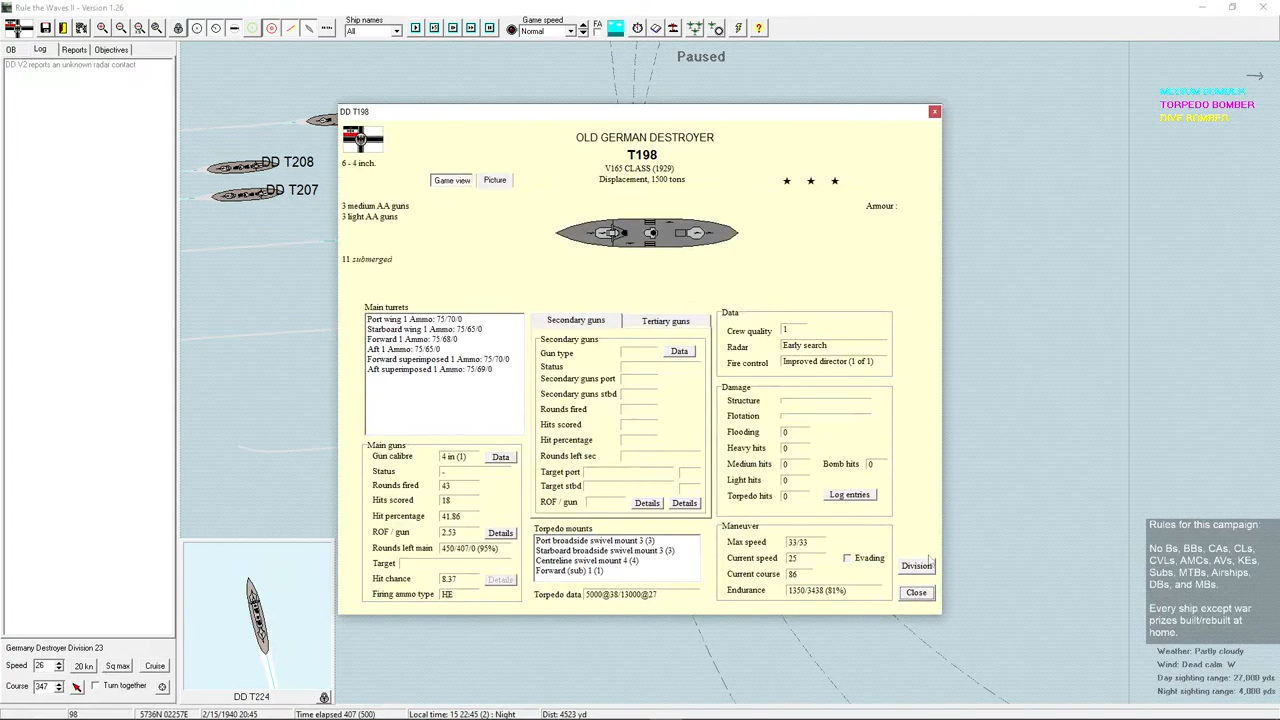 Rule the Waves II - Version 1.26
Ship names
All
Game speed
Normal
FA
OB
Log
Reports
Objectives
DD V2 reports an unknown radar contact
Paused
MEDIUM BOMBER
TORPEDO BOMBER
DIVE BOMBER
DD T208
DD T207
DD T198
OLD GERMAN DESTROYER
T198
V165 CLASS (1929)
Displacement, 1500 tons
6 - 4 inch.
Game view
Picture
3 medium AA guns
3 light AA guns
Armour :
11 submerged
Main turrets
Port wing 1 Ammo: 75/70/0
Starboard wing 1 Ammo: 75/65/0
Forward 1 Ammo: 75/68/0
Aft 1 Ammo: 75/65/0
Forward superimposed 1 Ammo: 75/70/0
Aft superimposed 1 Ammo: 75/69/0
Main guns
Gun calibre 4 in (1) Data
Status -
Rounds fired 43
Hits scored 18
Hit percentage 41.86
ROF / gun 2.53 Details
Rounds left main 450/407/0 (95%)
Target
Hit chance 8.37 Details
Firing ammo type HE
Secondary guns
Tertiary guns
Secondary guns
Gun type Data
Status
Secondary guns port
Secondary guns stbd
Rounds fired
Hits scored
Hit percentage
Rounds left sec
Target port
Target stbd
ROF / gun Details Details
Torpedo mounts
Port broadside swivel mount 3 (3)
Starboard broadside swivel mount 3 (3)
Centreline swivel mount 4 (4)
Forward (sub) 1 (1)
Torpedo data 5000@38/13000@27
Data
Crew quality 1
Radar Early search
Fire control Improved director (1 of 1)
Damage
Structure
Flotation
Flooding 0
Heavy hits 0
Medium hits 0 Bomb hits 0
Light hits 0
Torpedo hits 0 Log entries
Maneuver
Max speed 33/33
Current speed 25 Evading
Current course 86
Endurance 1350/3438 (81%)
Division
Close
Rules for this campaign:
No Bs, BBs, CAs, CLs,
CVLs, AMCs, AVs, KEs,
Subs, MTBs, Airships,
DBs, and MBs.
Every ship except war
prizes built/rebuilt at
home.
Weather: Partly cloudy
Wind: Dead calm W
Day sighting range: 27,000 yds
Night sighting range: 4,000 yds
Germany Destroyer Division 23
Speed 26 20 kn Sq max Cruise
Course 347 Turn together
DD T224
98
5736N 02257E
2/15/1940 20:45
Time elapsed 407 (500)
Local time: 15 22:45 (2) : Night
Dist: 4523 yd